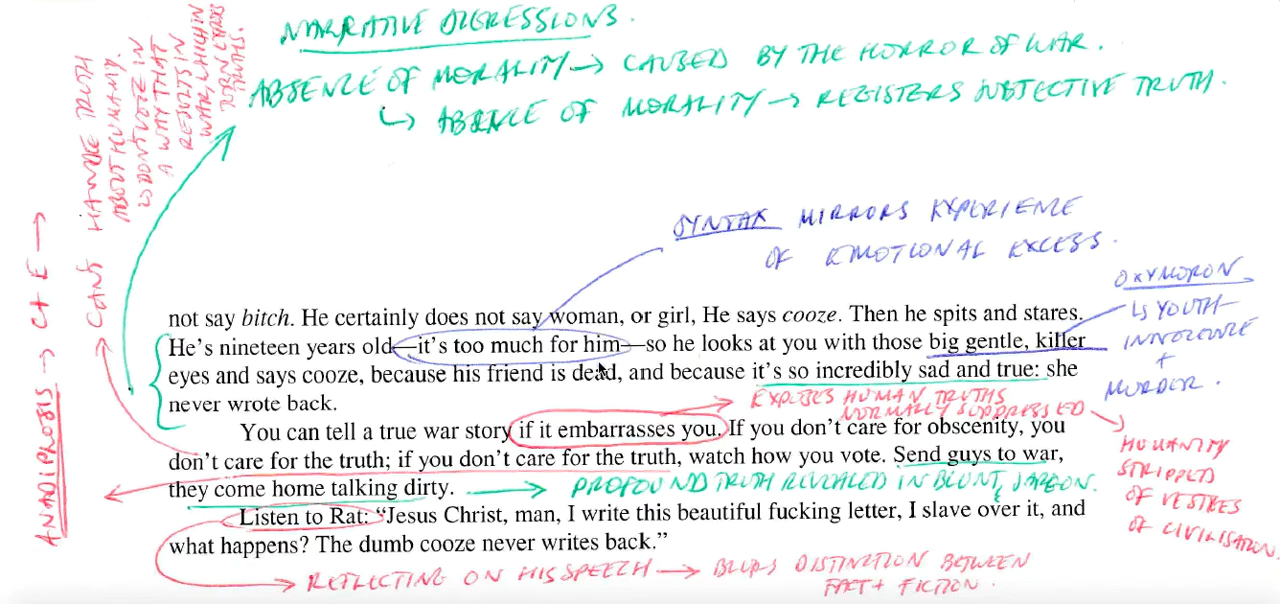 NARRATIVE DIGRESSIONS.
ABSENCE OF MORALITY → CAUSED BY THE HORROR OF WAR.
↳ ABSENCE OF MORALITY → REGISTERS SUBJECTIVE TRUTH.
ANADIPROSIS → C+E →
CAN'T HANDLE TRUTH
ABOUT HUMANITY.
↳ DON'T VOTE IN
A WAY THAT
RESULTS IN
WAR, WHICH IN
TURN
TRUTHS.
SYNTAX MIRRORS EXPERIENCE
OF EMOTIONAL EXCESS.
OXYMORON
↳ YOUTH-
INNOCENCE
+
MURDER.
not say bitch. He certainly does not say woman, or girl, He says cooze. Then he spits and stares.
He's nineteen years old—it's too much for him—so he looks at you with those big gentle, killer
eyes and says cooze, because his friend is dead, and because it's so incredibly sad and true: she
never wrote back.
EXPOSES HUMAN TRUTHS
NORMALLY SUPPRESSED
HUMANITY
STRIPPED
OF VESTIGES
OF CIVILISATION.
You can tell a true war story if it embarrasses you. If you don't care for obscenity, you
don't care for the truth; if you don't care for the truth, watch how you vote. Send guys to war,
they come home talking dirty.
→ PROFOUND TRUTH REVEALED IN BLUNT, JARGON.
Listen to Rat: "Jesus Christ, man, I write this beautiful fucking letter, I slave over it, and
what happens? The dumb cooze never writes back."
→ REFLECTING ON HIS SPEECH → BLURS DISTINCTION BETWEEN
FACT + FICTION.